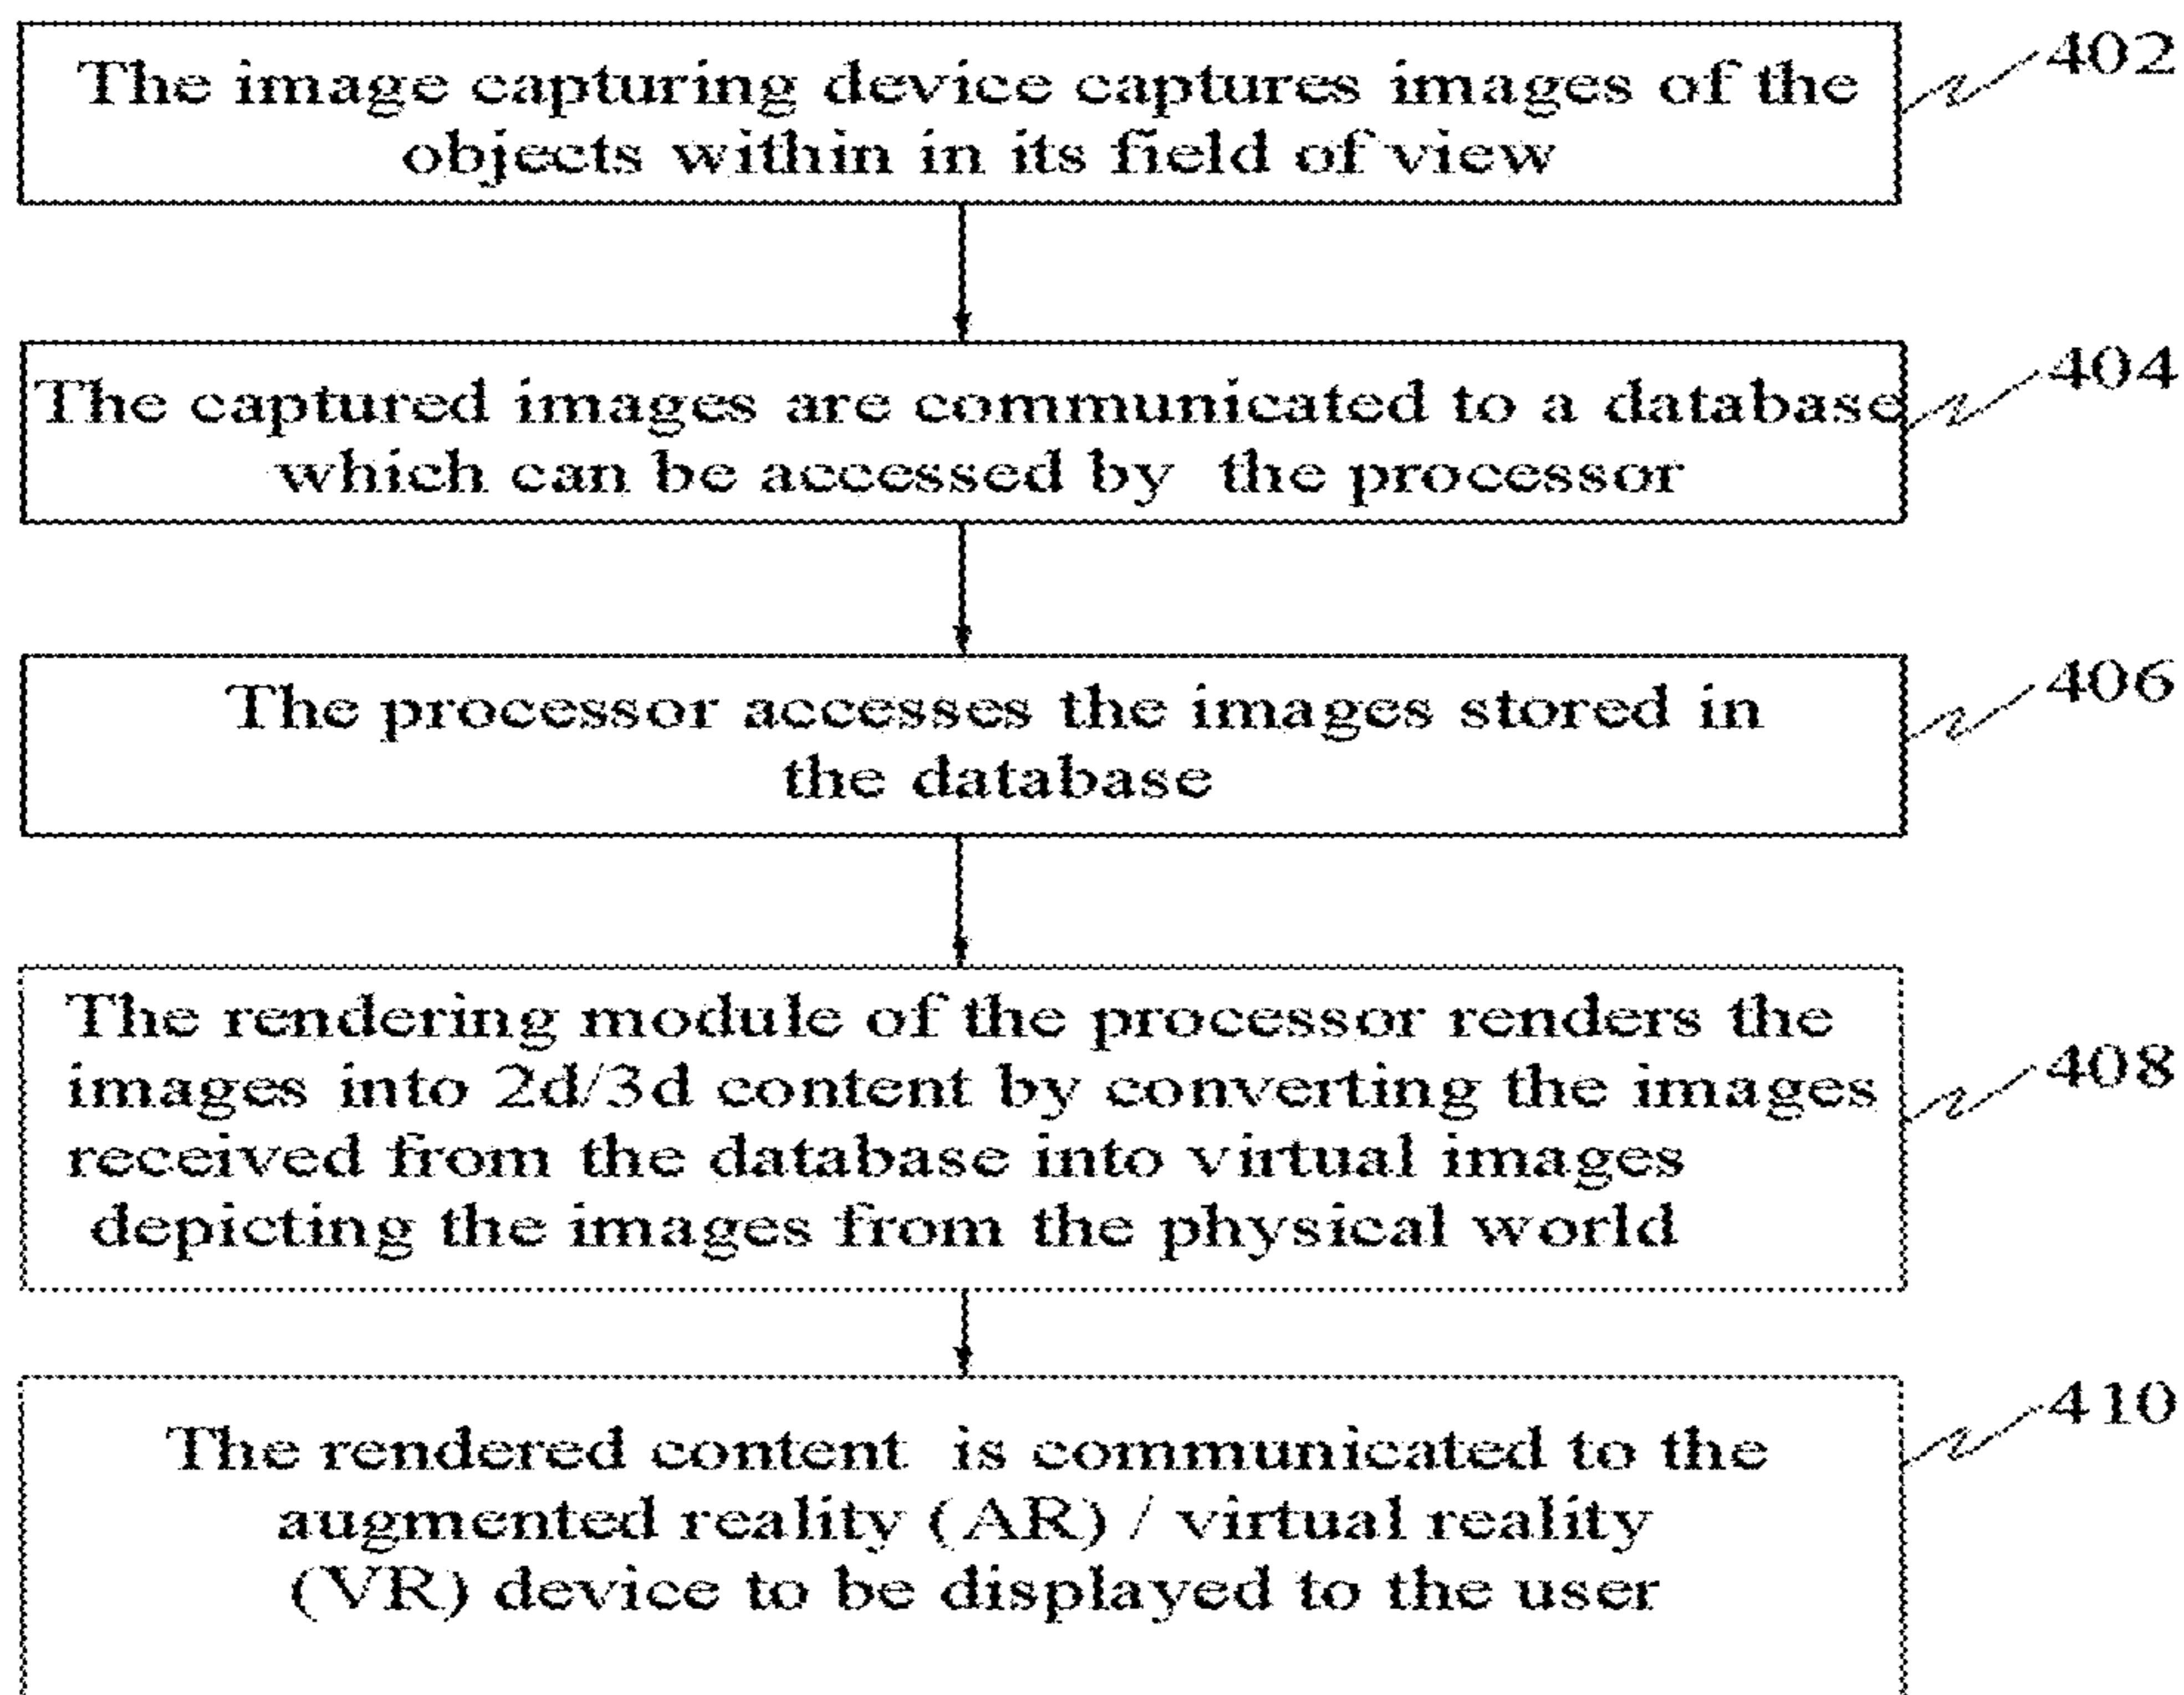 The image capturing device captures images of the
objects within in its field of view
402
The captured images are communicated to a database
which can be accessed by the processor
404
The processor accesses the images stored in
the database
406
The rendering module of the processor renders the
images into 2d/3d content by converting the images
received from the database into virtual images
depicting the images from the physical world
408
The rendered content is communicated to the
augmented reality (AR) / virtual reality
(VR) device to be displayed to the user
410